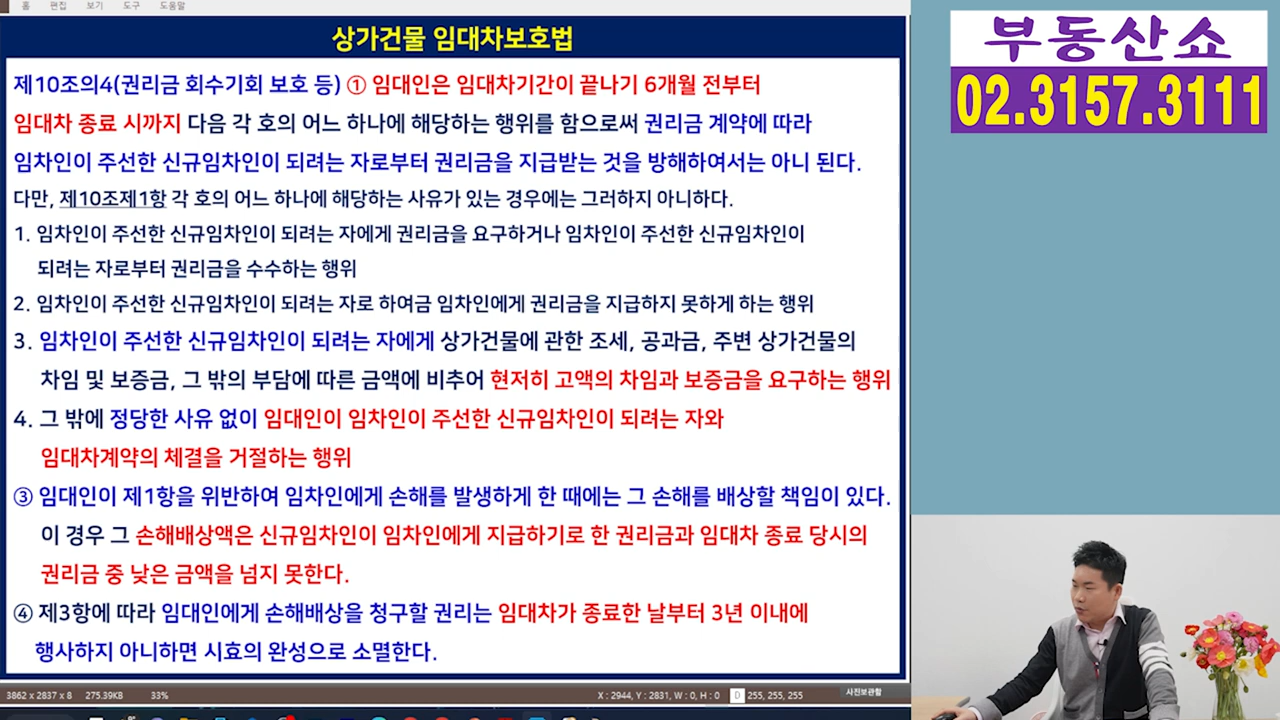 홈 편집 보기 도구 도움말
상가건물 임대차보호법
제10조의4(권리금 회수기회 보호 등) ① 임대인은 임대차기간이 끝나기 6개월 전부터
임대차 종료 시까지 다음 각 호의 어느 하나에 해당하는 행위를 함으로써 권리금 계약에 따라
임차인이 주선한 신규임차인이 되려는 자로부터 권리금을 지급받는 것을 방해하여서는 아니 된다.
다만, 제10조제1항 각 호의 어느 하나에 해당하는 사유가 있는 경우에는 그러하지 아니하다.
1. 임차인이 주선한 신규임차인이 되려는 자에게 권리금을 요구하거나 임차인이 주선한 신규임차인이
되려는 자로부터 권리금을 수수하는 행위
2. 임차인이 주선한 신규임차인이 되려는 자로 하여금 임차인에게 권리금을 지급하지 못하게 하는 행위
3. 임차인이 주선한 신규임차인이 되려는 자에게 상가건물에 관한 조세, 공과금, 주변 상가건물의
차임 및 보증금, 그 밖의 부담에 따른 금액에 비추어 현저히 고액의 차임과 보증금을 요구하는 행위
4. 그 밖에 정당한 사유 없이 임대인이 임차인이 주선한 신규임차인이 되려는 자와
임대차계약의 체결을 거절하는 행위
③ 임대인이 제1항을 위반하여 임차인에게 손해를 발생하게 한 때에는 그 손해를 배상할 책임이 있다.
이 경우 그 손해배상액은 신규임차인이 임차인에게 지급하기로 한 권리금과 임대차 종료 당시의
권리금 중 낮은 금액을 넘지 못한다.
④ 제3항에 따라 임대인에게 손해배상을 청구할 권리는 임대차가 종료한 날부터 3년 이내에
행사하지 아니하면 시효의 완성으로 소멸한다.
3862 x 2837 x 8 275.39KB 33% X : 2944, Y : 2831, W : 0, H : 0 D 255, 255, 255 사진보관함
부동산쇼
02.3157.3111